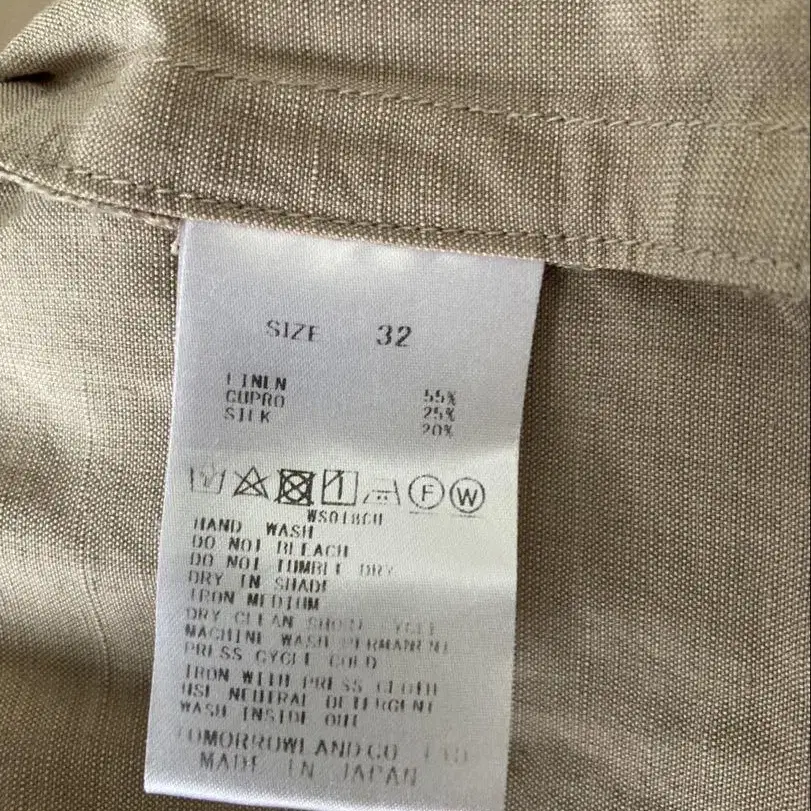 SIZE 32
LINEN 55%
CUPRO 25%
SILK 20%
F W
HAND WASH
DO NOT BLEACH
DO NOT TUMBLE DRY
DRY IN SHADE
IRON MEDIUM
DRY CLEAN SHORT CYCLE
MACHINE WASH PERMANENT
PRESS CYCLE COLD
IRON WITH PRESS CLOTH
USE NEUTRAL DETERGENT
WASH INSIDE OUT
TOMORROWLAND CO LTD
MADE IN JAPAN